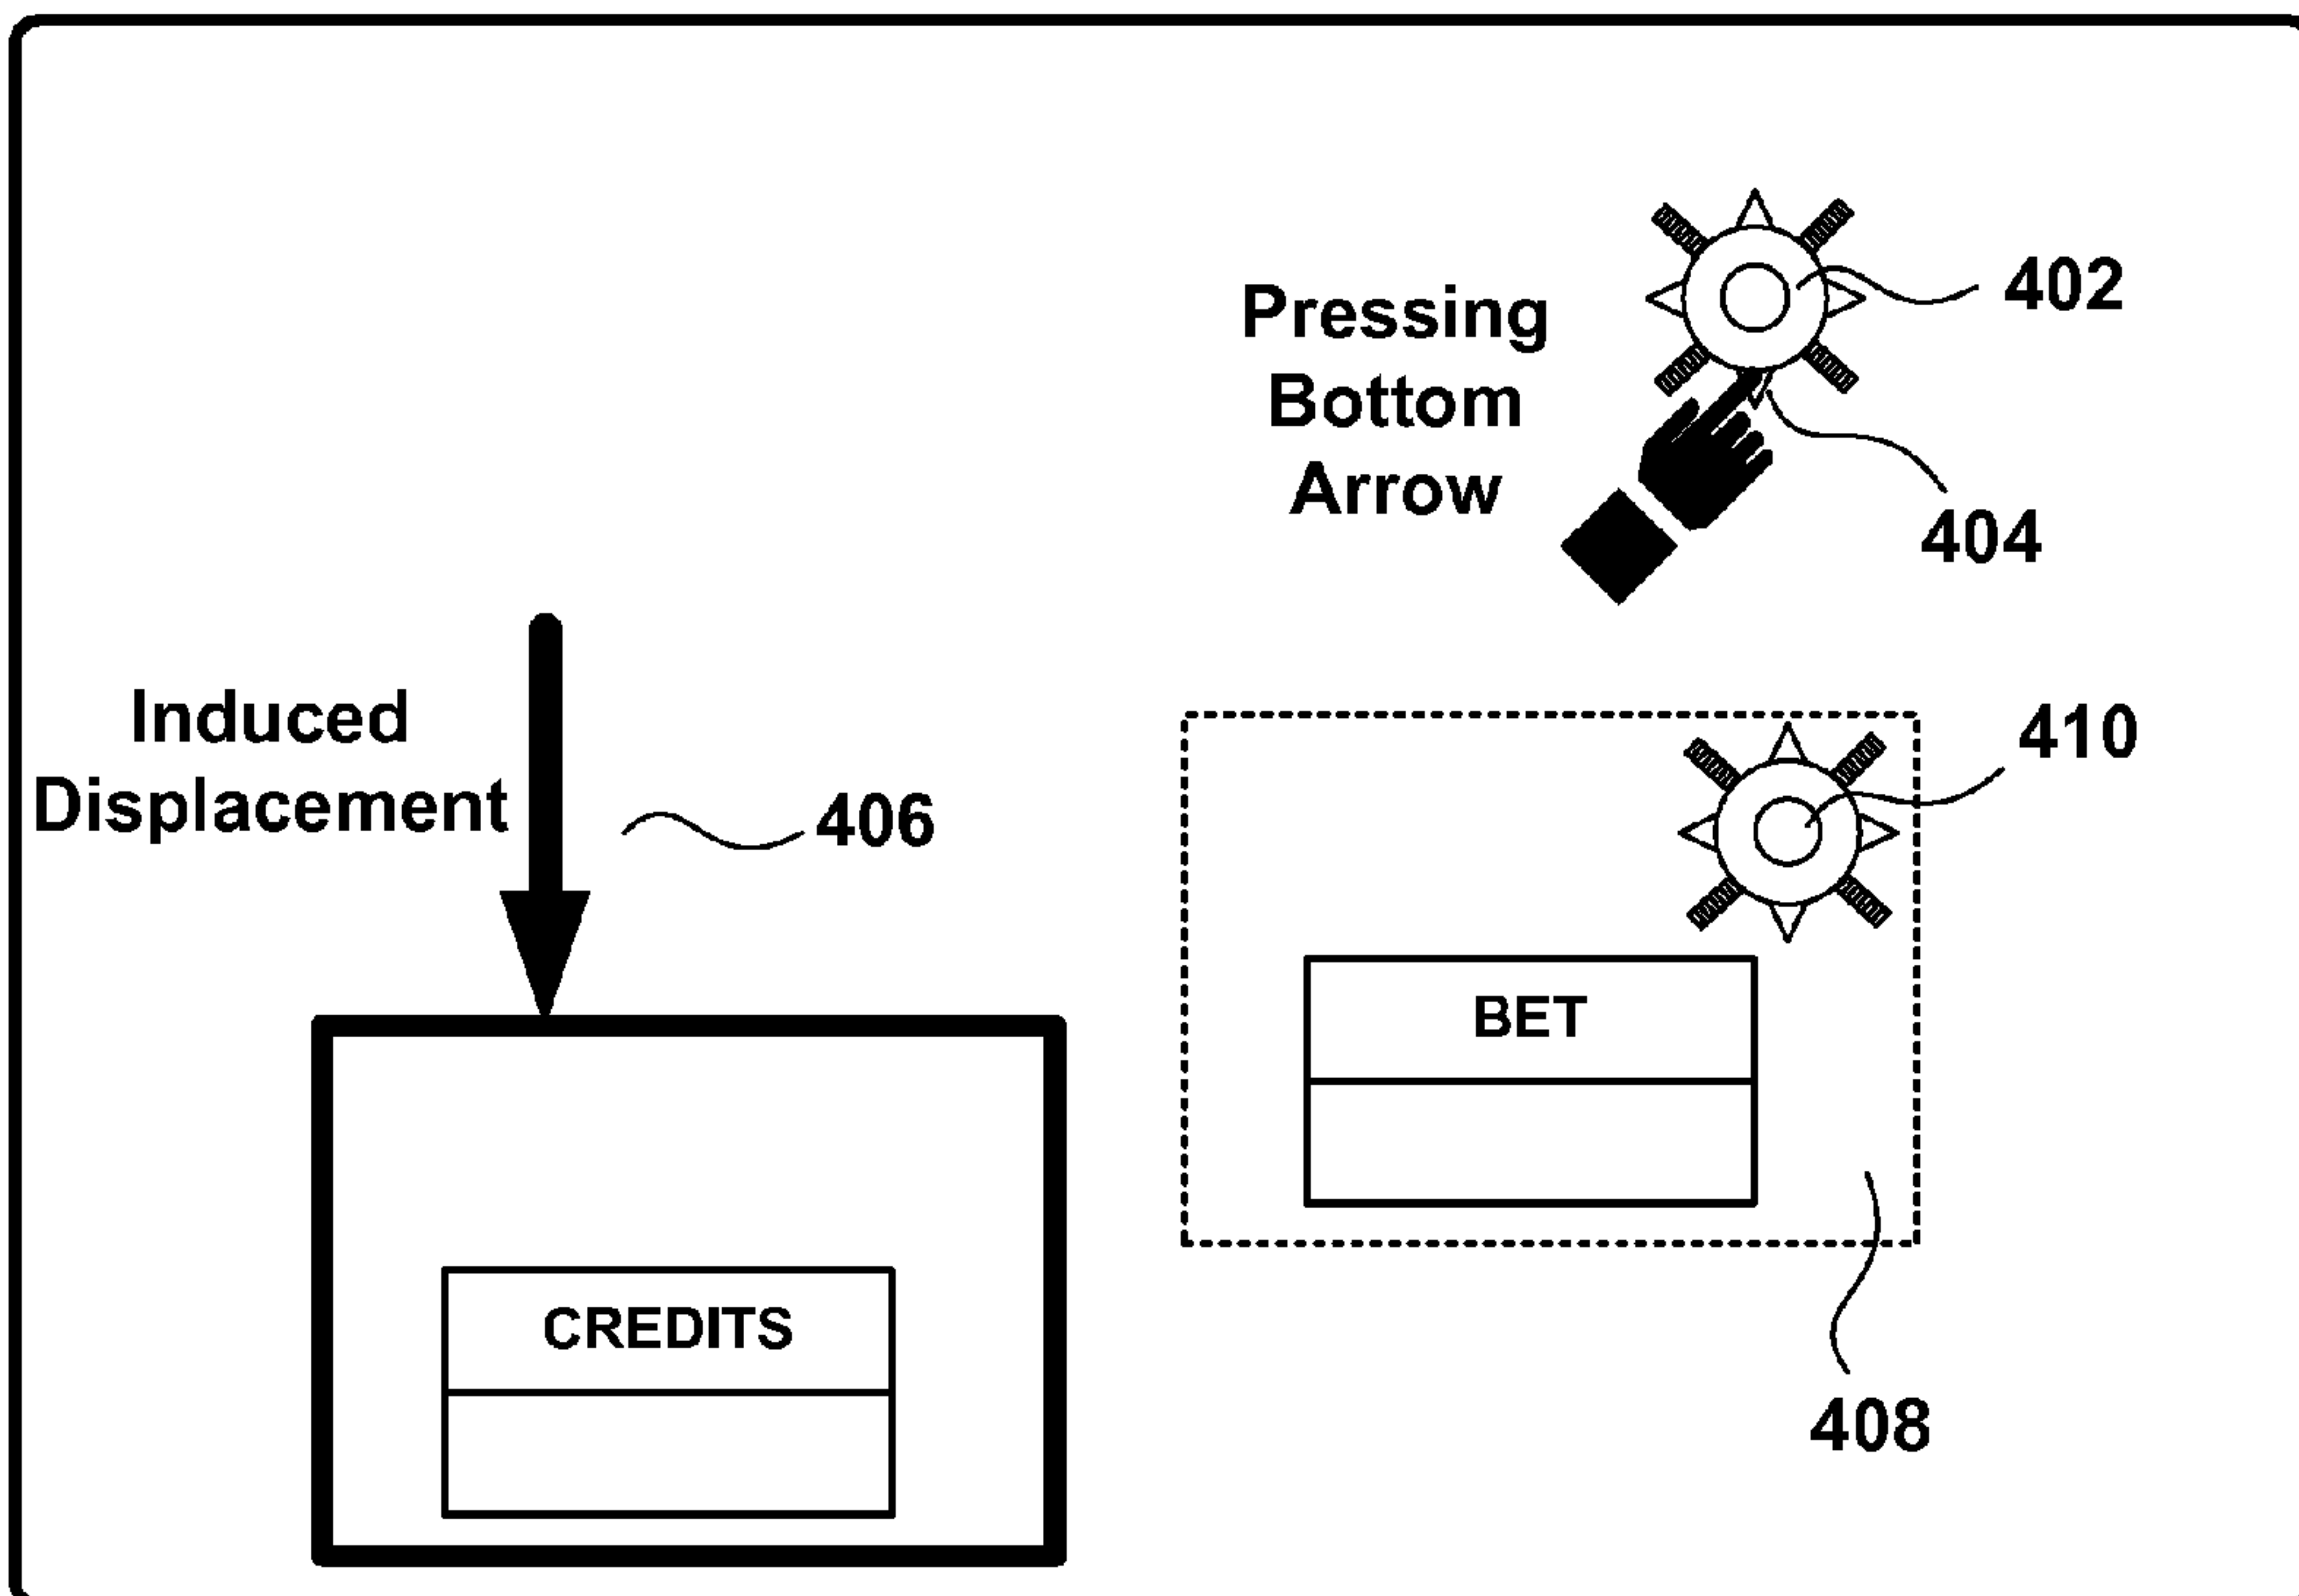 Pressing
Bottom
Arrow
402
404
Induced
Displacement
406
410
BET
CREDITS
408